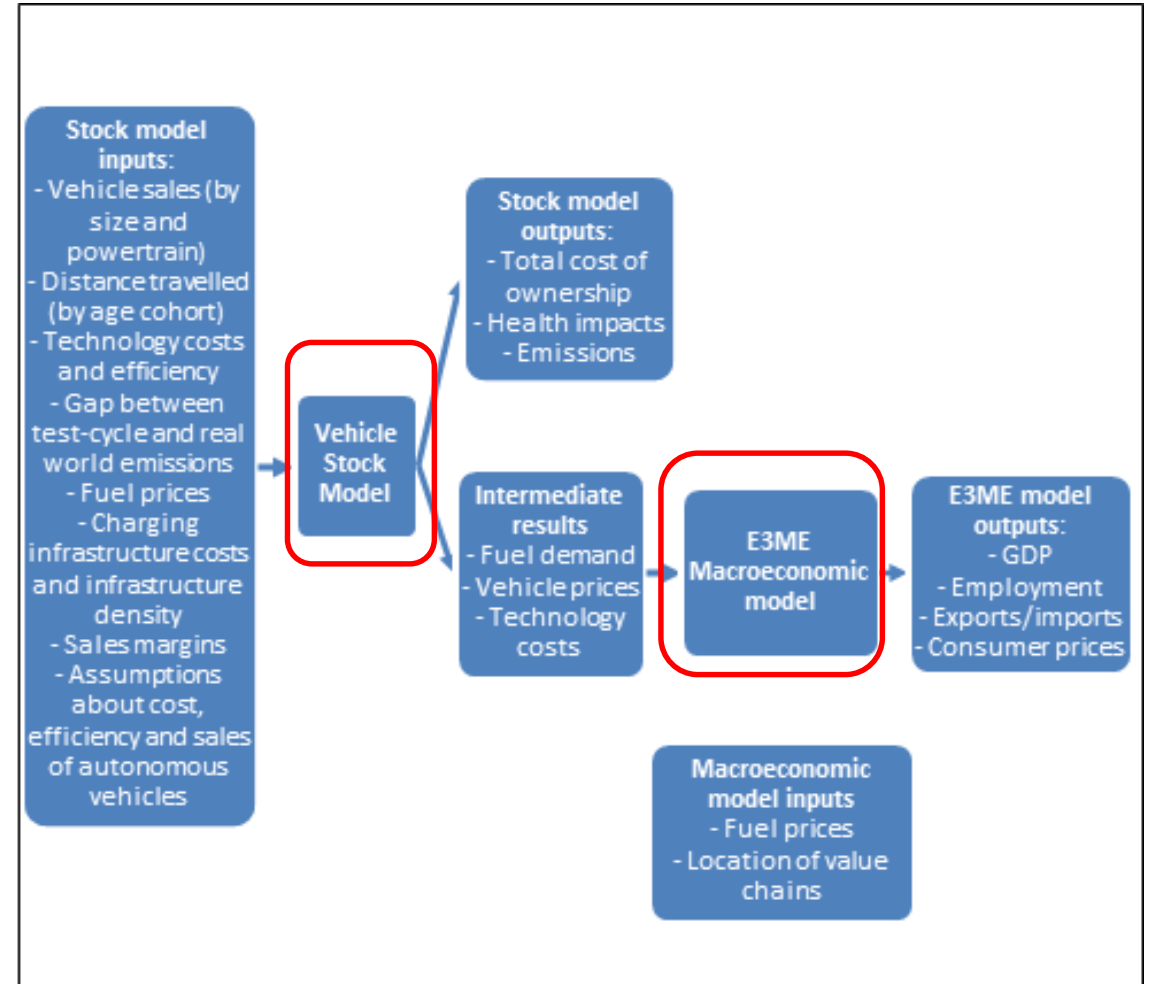 Stock model
inputs:
- Vehicle sales (by
size and
powertrain)
- Distance travelled
(by age cohort)
- Technology costs
and efficiency
- Gap between
test-cycle and real
world emissions
- Fuel prices
- Charging
infrastructure costs
and infrastructure
density
- Sales margins
- Assumptions
about cost,
efficiency and sales
of autonomous
vehicles
Vehicle
Stock
Model
Stock model
outputs:
- Total cost of
ownership
- Health impacts
- Emissions
Intermediate
results
- Fuel demand
- Vehicle prices
- Technology
costs
E3ME
Macroeconomic
model
E3ME model
outputs:
- GDP
- Employment
- Exports/imports
- Consumer prices
Macroeconomic
model inputs
- Fuel prices
- Location of value
chains